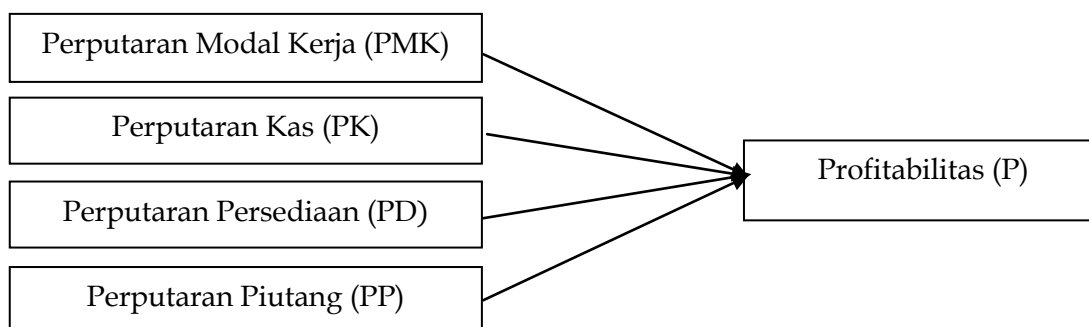 Perputaran Modal Kerja (PMK)
Perputaran Kas (PK)
Profitabilitas (P)
Perputaran Persediaan (PD)
Perputaran Piutang (PP)